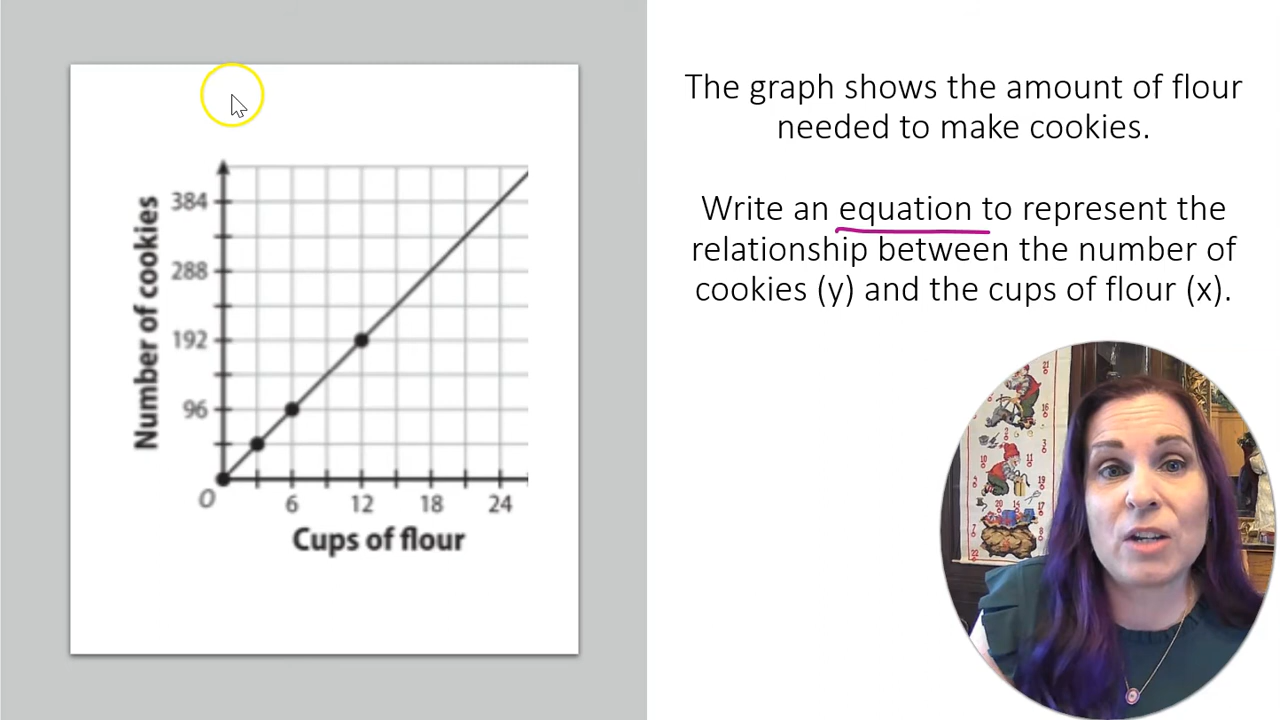 The graph shows the amount of flour
needed to make cookies.
Write an equation to represent the
relationship between the number of
cookies (y) and the cups of flour (x).
Number of cookies
384
288
192
96
O
6 12 18 24
Cups of flour